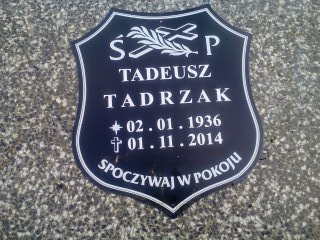 Ś P
TADEUSZ
TADRZAK
02.01.1936
01.11.2014
SPOCZYWAJ W POKOJU